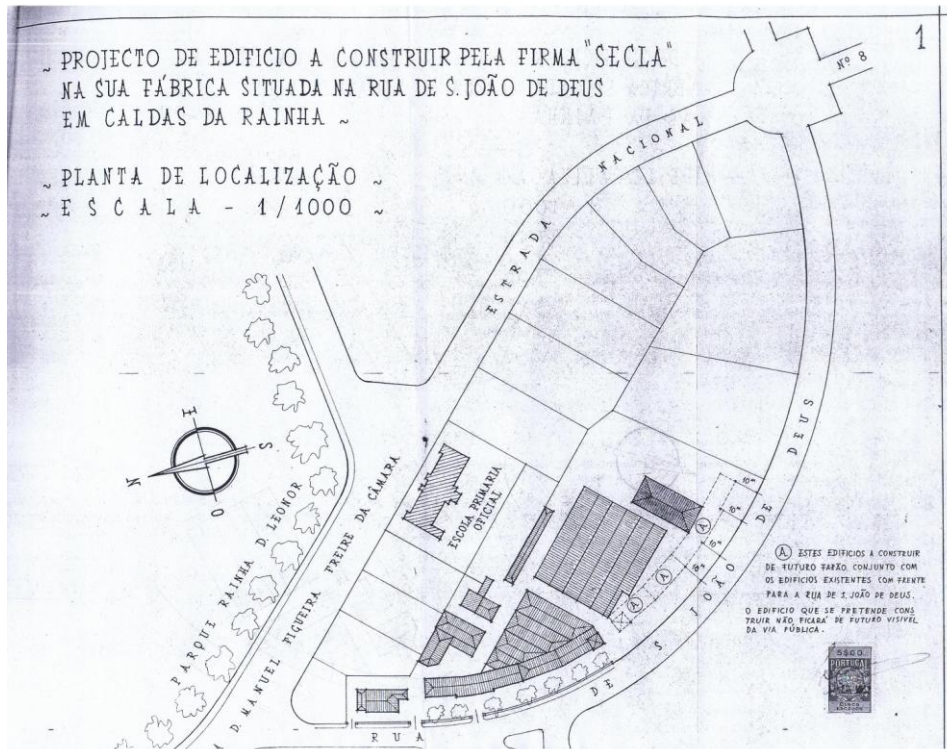 1
~ PROJECTO DE EDIFICIO A CONSTRUIR PELA FIRMA "SECLA"
NA SUA FÁBRICA SITUADA NA RUA DE S. JOÃO DE DEUS
EM CALDAS DA RAINHA ~
~ PLANTA DE LOCALIZAÇÃO ~
~ ESCALA - 1/1000 ~
Nº 8
ESTRADA NACIONAL
N
S
E
O
PARQUE RAINHA D. LEONOR
D. MANUEL FIGUEIRA FREIRE DA CÂMARA
ESCOLA PRIMARIA
OFICIAL
A
A
A
RUA DE S. JOÃO DE DEUS
A ESTES EDIFICIOS A CONSTRUIR
DE FUTURO FARÃO CONJUNTO COM
OS EDIFICIOS EXISTENTES COM FRENTE
PARA A RUA DE S. JOÃO DE DEUS.
O EDIFICIO QUE SE PRETENDE CONS
TRUIR NÃO FICARÁ DE FUTURO VISIVEL
DA VIA PÚBLICA.
PORTUGAL